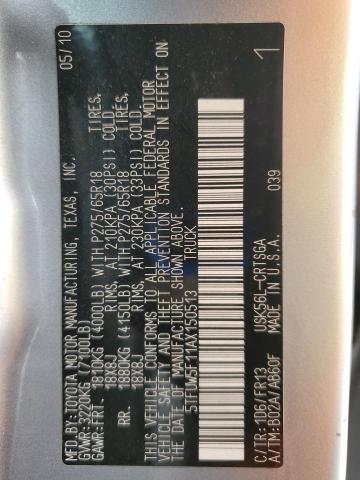 MFD. BY:TOYOTA MOTOR MANUFACTURING, TEXAS, INC. 05/10
GVWR:3220KG (7100LB)
GAWR:FRT. 1810KG (4000LB) WITH P275/65R18 TIRES,
18X8J RIMS, AT 210KPA (30PSI) COLD
RR. 1880KG (4150LB) WITH P275/65R18 TIRES,
18X8J RIMS, AT 230KPA (33PSI) COLD
THIS VEHICLE CONFORMS TO ALL APPLICABLE FEDERAL MOTOR
VEHICLE SAFETY AND THEFT PREVENTION STANDARDS IN EFFECT ON
THE DATE OF MANUFACTURE SHOWN ABOVE.
5TFUW5F11AX150513 TRUCK
C/TR:1D6/FR13 USK56L-CRTSGA 039 1
A/TM:B02A/AB60F MADE IN U.S.A.